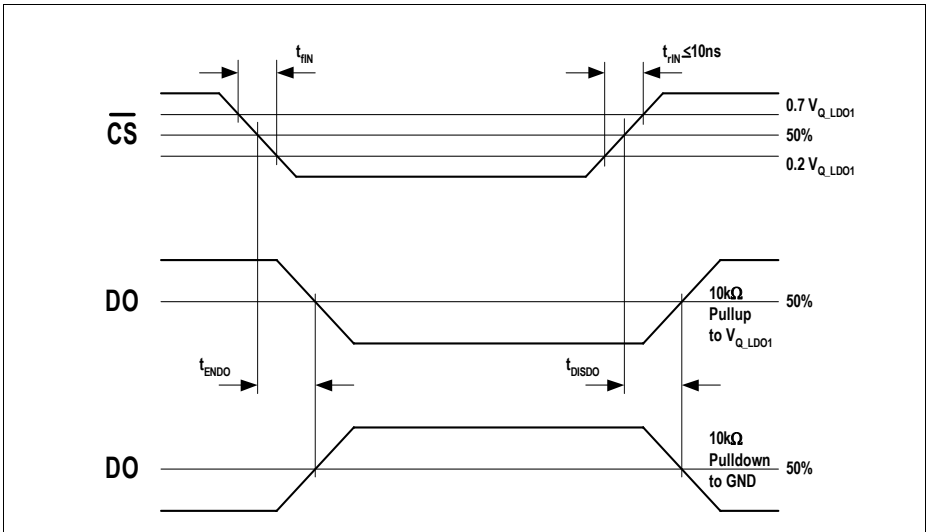 t_fIN
t_rIN≤10ns
C̅S̅
0.7 V_Q_LDO1
50%
0.2 V_Q_LDO1
DO
10kΩ
Pullup
to V_Q_LDO1
50%
t_ENDO
t_DISDO
DO
10kΩ
Pulldown
to GND
50%